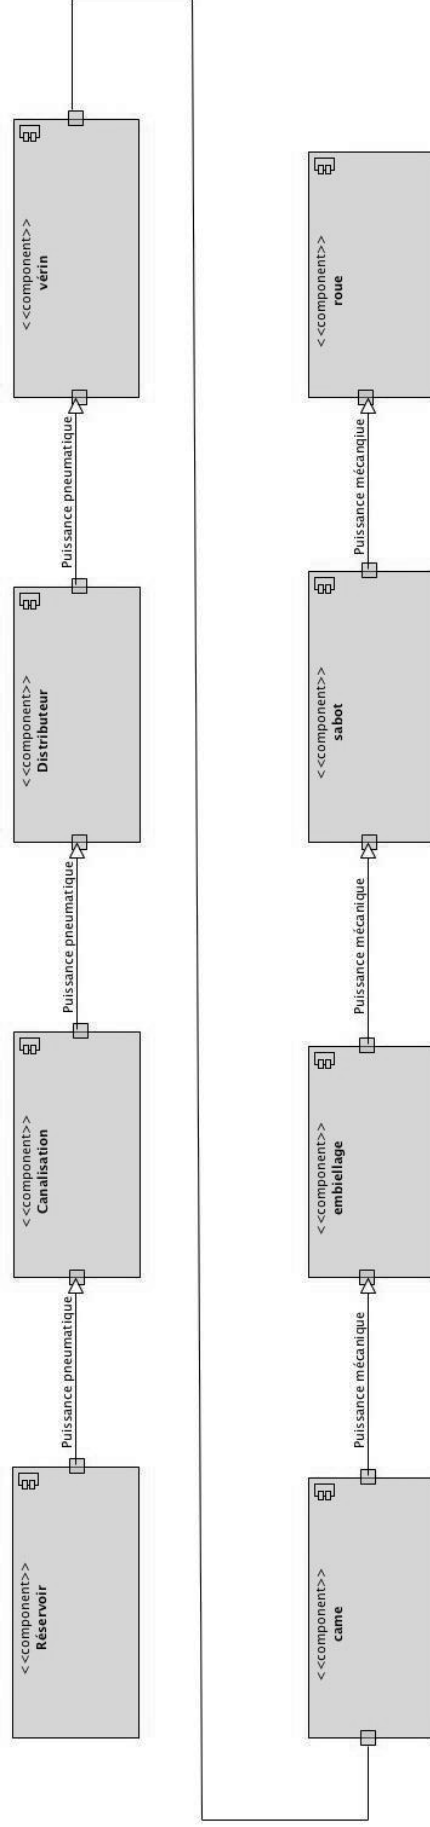 <<component>>
Réservoir
Puissance pneumatique
<<component>>
Canalisation
Puissance pneumatique
<<component>>
Distributeur
Puissance pneumatique
<<component>>
vérin
<<component>>
came
Puissance mécanique
<<component>>
embiellage
Puissance mécanique
<<component>>
sabot
Puissance mécanqiue
<<component>>
roue